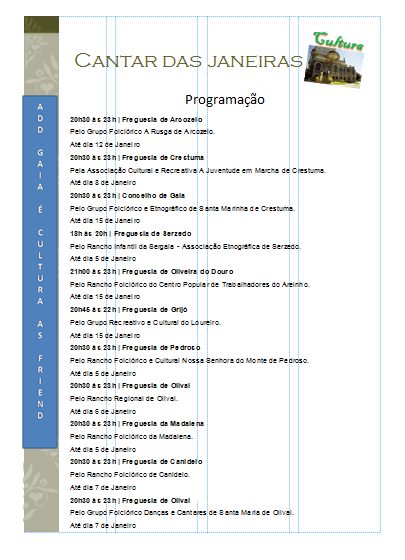 Cultura
CANTAR DAS JANEIRAS
Programação
20h30 às 23h | Freguesia de Arcozelo
Pelo Grupo Folclórico A Rusga de Arcozelo.
Até dia 12 de Janeiro
20h30 às 23h | Freguesia de Crestuma
Pela Associação Cultural e Recreativa A Juventude em Marcha de Crestuma.
Até dia 8 de Janeiro
20h30 às 23h | Concelho de Gaia
Pelo Grupo Folclórico e Etnográfico de Santa Marinha de Crestuma.
Até dia 15 de Janeiro
18h às 20h | Freguesia de Serzedo
Pelo Rancho Infantil da Sergaia - Associação Etnográfica de Serzedo.
Até dia 5 de Janeiro
21h00 às 23h | Freguesia de Oliveira do Douro
Pelo Rancho Folclórico do Centro Popular de Trabalhadores do Areinho.
Até dia 15 de Janeiro
20h45 às 22h | Freguesia de Grijó
Pelo Grupo Recreativo e Cultural do Loureiro.
Até dia 15 de Janeiro
20h30 às 23h | Freguesia de Pedroso
Pelo Rancho Folclórico e Cultural Nossa Senhora do Monte de Pedroso.
Até dia 5 de Janeiro
20h30 às 23h | Freguesia de Olival
Pelo Rancho Regional de Olival.
Até dia 6 de Janeiro
20h30 às 23h | Freguesia da Madalena
Pelo Rancho Folclórico da Madalena.
Até dia 5 de Janeiro
20h30 às 23h | Freguesia de Canidelo
Pelo Rancho Folclórico de Canidelo.
Até dia 7 de Janeiro
20h30 às 23h | Freguesia de Olival
Pelo Grupo Folclórico Danças e Cantares de Santa Maria de Olival.
Até dia 7 de Janeiro
ADD GAIA É CULTURA AS FRIEND